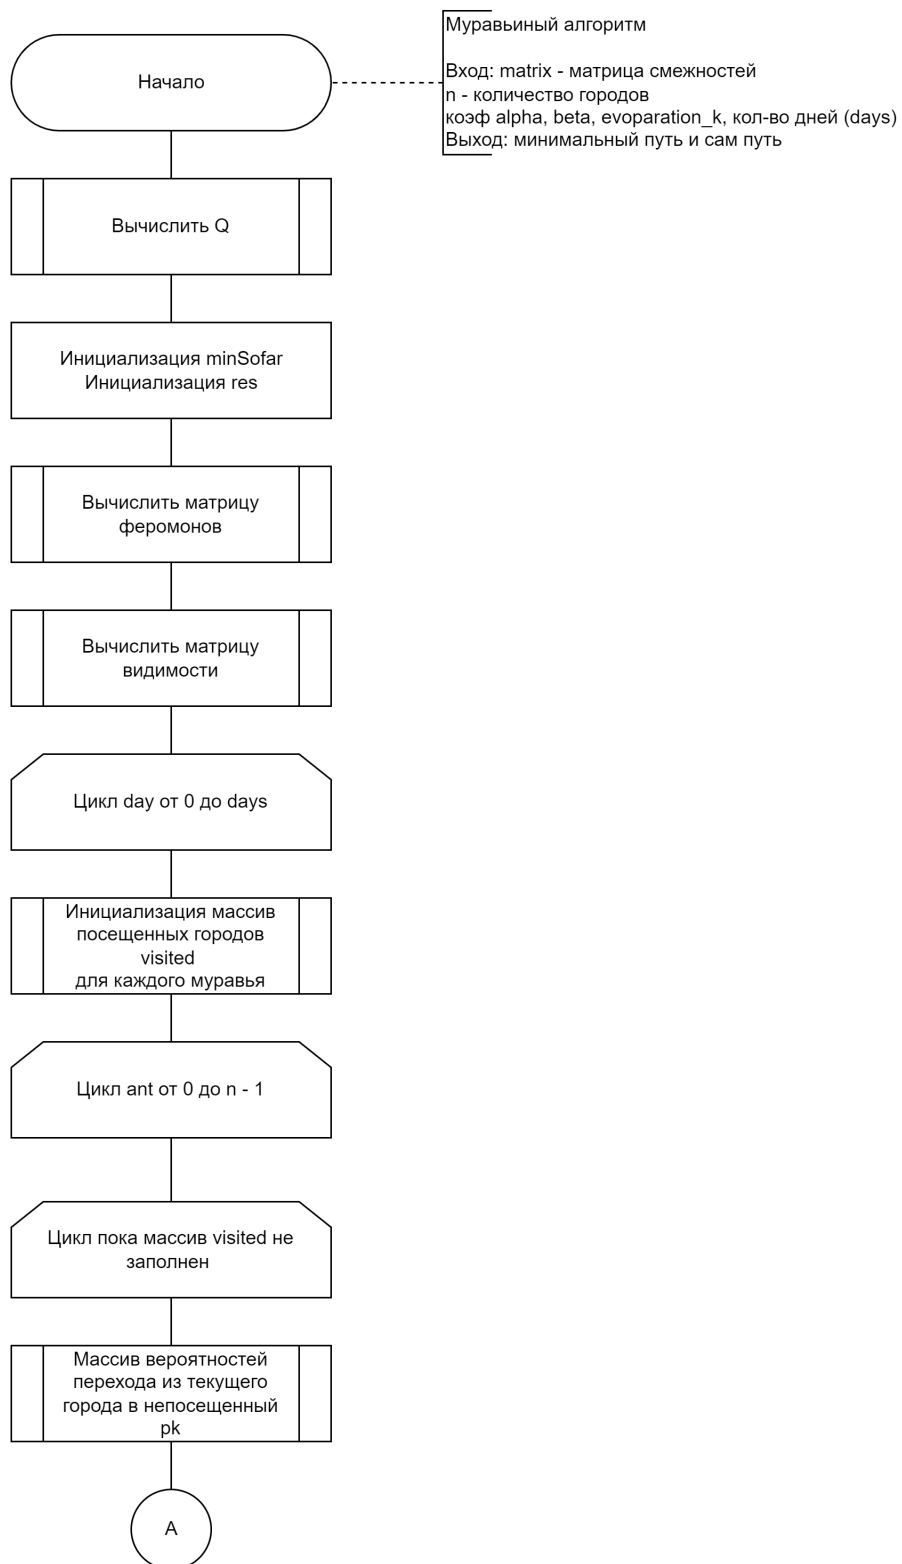 Муравьиный алгоритм
Вход: matrix - матрица смежностей
n - количество городов
коэф alpha, beta, evoparation_k, кол-во дней (days)
Выход: минимальный путь и сам путь
Начало
Вычислить Q
Инициализация minSofar
Инициализация res
Вычислить матрицу
феромонов
Вычислить матрицу
видимости
Цикл day от 0 до days
Инициализация массив
посещенных городов
visited
для каждого муравья
Цикл ant от 0 до n - 1
Цикл пока массив visited не
заполнен
Массив вероятностей
перехода из текущего
города в непосещенный
pk
A